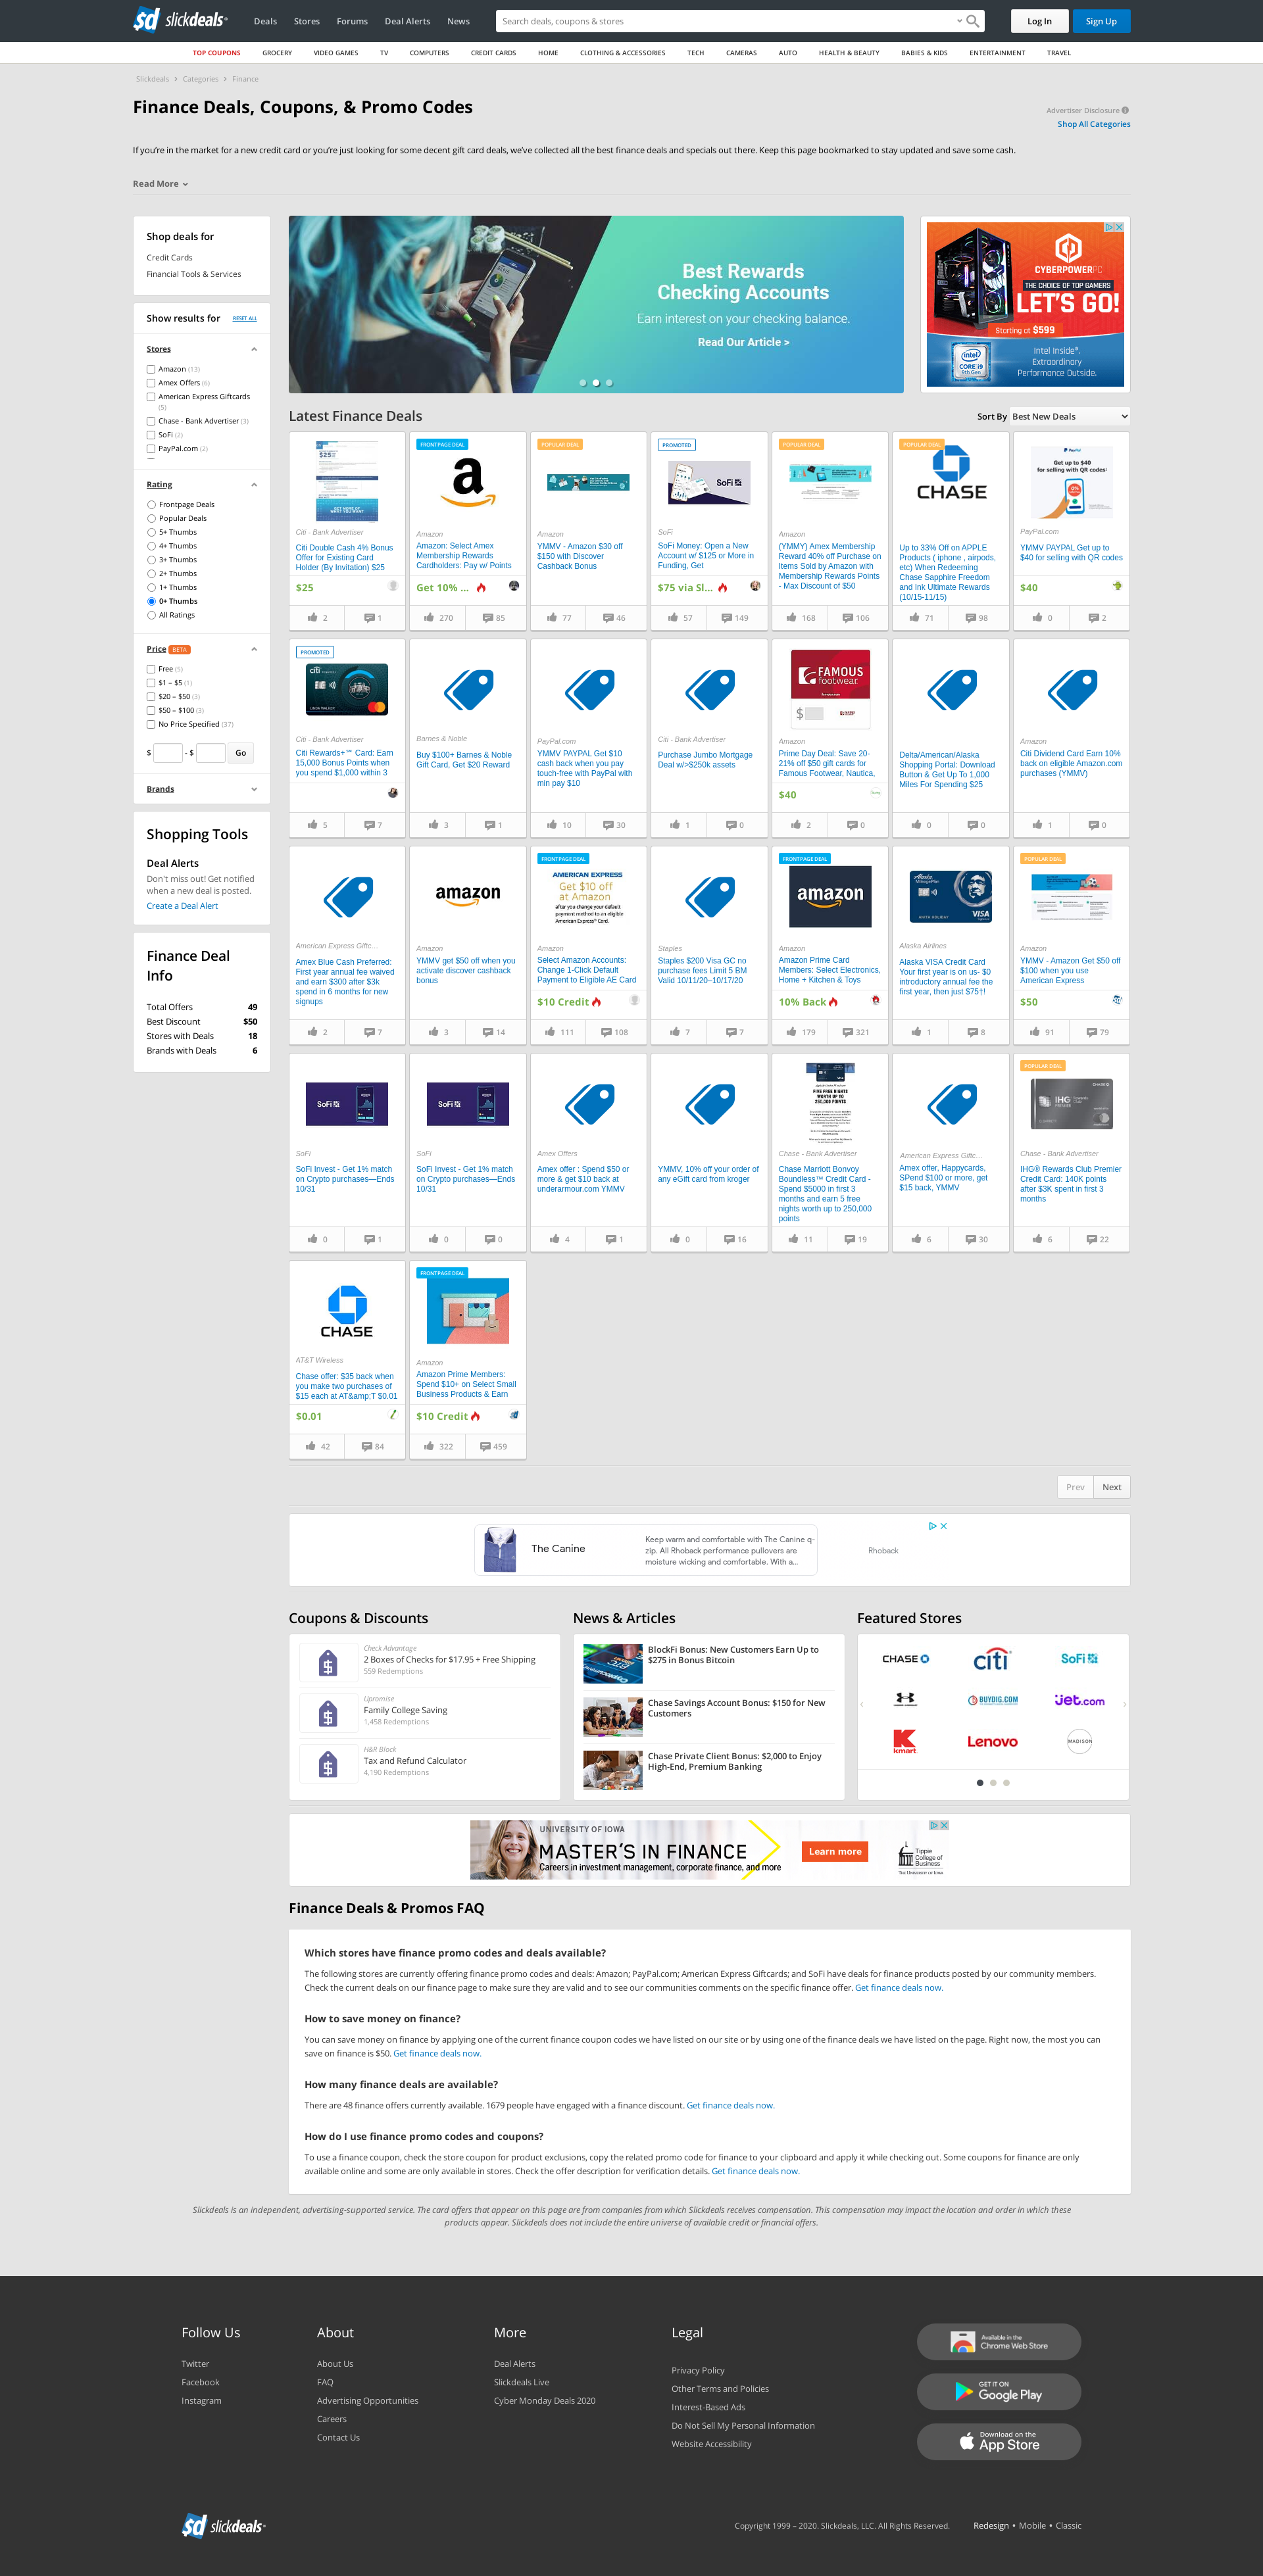 slickdeals
Deals
Stores
Forums
Deal Alerts
News
Search deals, coupons & stores
Log In
Sign Up
TOP COUPONS
GROCERY
VIDEO GAMES
TV
COMPUTERS
CREDIT CARDS
HOME
CLOTHING & ACCESSORIES
TECH
CAMERAS
AUTO
HEALTH & BEAUTY
BABIES & KIDS
ENTERTAINMENT
TRAVEL
Slickdeals > Categories > Finance
Finance Deals, Coupons, & Promo Codes
Advertiser Disclosure
Shop All Categories
If you're in the market for a new credit card or you're just looking for some decent gift card deals, we've collected all the best finance deals and specials out there. Keep this page bookmarked to stay updated and save some cash.
Read More
Shop deals for
Credit Cards
Financial Tools & Services
Show results for
RESET ALL
Stores
Amazon (13)
Amex Offers (6)
American Express Giftcards
(5)
Chase - Bank Advertiser (3)
SoFi (2)
PayPal.com (2)
Rating
Frontpage Deals
Popular Deals
5+ Thumbs
4+ Thumbs
3+ Thumbs
2+ Thumbs
1+ Thumbs
0+ Thumbs
All Ratings
Price BETA
Free (5)
$1 – $5 (1)
$20 – $50 (3)
$50 – $100 (3)
No Price Specified (37)
$ - $ Go
Brands
Shopping Tools
Deal Alerts
Don't miss out! Get notified
when a new deal is posted.
Create a Deal Alert
Finance Deal
Info
Total Offers 49
Best Discount $50
Stores with Deals 18
Brands with Deals 6
Best Rewards
Checking Accounts
Earn interest on your checking balance.
Read Our Article >
CYBERPOWERPC
THE CHOICE OF TOP GAMERS
LET'S GO!
Starting at $599
Intel Inside®.
Extraordinary
Performance Outside.
intel
CORE i9
9th Gen
Latest Finance Deals
Sort By Best New Deals
Citi - Bank Advertiser
Citi Double Cash 4% Bonus
Offer for Existing Card
Holder (By Invitation) $25
$25
2
1
FRONTPAGE DEAL
Amazon
Amazon: Select Amex
Membership Rewards
Cardholders: Pay w/ Points
Get 10% ...
270
85
POPULAR DEAL
Amazon
YMMV - Amazon $30 off
$150 with Discover
Cashback Bonus
77
46
PROMOTED
SoFi
SoFi
SoFi Money: Open a New
Account w/ $125 or More in
Funding, Get
$75 via Sl...
57
149
POPULAR DEAL
Amazon
(YMMY) Amex Membership
Reward 40% off Purchase on
Items Sold by Amazon with
Membership Rewards Points
- Max Discount of $50
168
106
POPULAR DEAL
CHASE
Up to 33% Off on APPLE
Products ( iphone , airpods,
etc) When Redeeming
Chase Sapphire Freedom
and Ink Ultimate Rewards
(10/15-11/15)
71
98
PayPal
Get up to $40
for selling with QR codes
PayPal.com
YMMV PAYPAL Get up to
$40 for selling with QR codes
$40
0
2
PROMOTED
citi
Citi - Bank Advertiser
Citi Rewards+℠ Card: Earn
15,000 Bonus Points when
you spend $1,000 within 3
5
7
Barnes & Noble
Buy $100+ Barnes & Noble
Gift Card, Get $20 Reward
3
1
PayPal.com
YMMV PAYPAL Get $10
cash back when you pay
touch-free with PayPal with
min pay $10
10
30
Citi - Bank Advertiser
Purchase Jumbo Mortgage
Deal w/>$250k assets
1
0
FAMOUS
footwear
$
Amazon
Prime Day Deal: Save 20-
21% off $50 gift cards for
Famous Footwear, Nautica,
$40
2
0
Delta/American/Alaska
Shopping Portal: Download
Button & Get Up To 1,000
Miles For Spending $25
0
0
Amazon
Citi Dividend Card Earn 10%
back on eligible Amazon.com
purchases (YMMV)
1
0
American Express Giftc...
Amex Blue Cash Preferred:
First year annual fee waived
and earn $300 after $3k
spend in 6 months for new
signups
2
7
amazon
Amazon
YMMV get $50 off when you
activate discover cashback
bonus
3
14
FRONTPAGE DEAL
AMERICAN EXPRESS
Get $10 off
at Amazon
after you change your default
payment method to an eligible
American Express® Card.
Amazon
Select Amazon Accounts:
Change 1-Click Default
Payment to Eligible AE Card
$10 Credit
111
108
Staples
Staples $200 Visa GC no
purchase fees Limit 5 BM
Valid 10/11/20–10/17/20
7
7
FRONTPAGE DEAL
amazon
Amazon
Amazon Prime Card
Members: Select Electronics,
Home + Kitchen & Toys
10% Back
179
321
Alaska
VISA
Alaska Airlines
Alaska VISA Credit Card
Your first year is on us- $0
introductory annual fee the
first year, then just $75†!
1
8
POPULAR DEAL
Amazon
YMMV - Amazon Get $50 off
$100 when you use
American Express
$50
91
79
SoFi
SoFi
SoFi Invest - Get 1% match
on Crypto purchases—Ends
10/31
0
1
SoFi
SoFi
SoFi Invest - Get 1% match
on Crypto purchases—Ends
10/31
0
0
Amex Offers
Amex offer : Spend $50 or
more & get $10 back at
underarmour.com YMMV
4
1
YMMV, 10% off your order of
any eGift card from kroger
0
16
FIVE FREE NIGHTS
WORTH UP TO
250,000 POINTS
Chase - Bank Advertiser
Chase Marriott Bonvoy
Boundless™ Credit Card -
Spend $5000 in first 3
months and earn 5 free
nights worth up to 250,000
points
11
19
American Express Giftc...
Amex offer, Happycards,
SPend $100 or more, get
$15 back, YMMV
6
30
POPULAR DEAL
IHG
Chase - Bank Advertiser
IHG® Rewards Club Premier
Credit Card: 140K points
after $3K spent in first 3
months
6
22
CHASE
AT&T Wireless
Chase offer: $35 back when
you make two purchases of
$15 each at AT&amp;T $0.01
$0.01
42
84
FRONTPAGE DEAL
Amazon
Amazon Prime Members:
Spend $10+ on Select Small
Business Products & Earn
$10 Credit
322
459
Prev
Next
The Canine
Keep warm and comfortable with The Canine q-
zip. All Rhoback performance pullovers are
moisture wicking and comfortable. With a...
Rhoback
Coupons & Discounts
Check Advantage
2 Boxes of Checks for $17.95 + Free Shipping
559 Redemptions
Upromise
Family College Saving
1,458 Redemptions
H&R Block
Tax and Refund Calculator
4,190 Redemptions
News & Articles
BlockFi Bonus: New Customers Earn Up to
$275 in Bonus Bitcoin
Chase Savings Account Bonus: $150 for New
Customers
Chase Private Client Bonus: $2,000 to Enjoy
High-End, Premium Banking
Featured Stores
CHASE
citi
SoFi
BUYDIG.COM
jet.com
kmart
Lenovo
MADISON
UNIVERSITY OF IOWA
MASTER'S IN FINANCE
Careers in investment management, corporate finance, and more
Learn more
Tippie
College of
Business
THE UNIVERSITY OF IOWA
Finance Deals & Promos FAQ
Which stores have finance promo codes and deals available?
The following stores are currently offering finance promo codes and deals: Amazon; PayPal.com; American Express Giftcards; and SoFi have deals for finance products posted by our community members.
Check the current deals on our finance page to make sure they are valid and to see our communities comments on the specific finance offer. Get finance deals now.
How to save money on finance?
You can save money on finance by applying one of the current finance coupon codes we have listed on our site or by using one of the finance deals we have listed on the page. Right now, the most you can
save on finance is $50. Get finance deals now.
How many finance deals are available?
There are 48 finance offers currently available. 1679 people have engaged with a finance discount. Get finance deals now.
How do I use finance promo codes and coupons?
To use a finance coupon, check the store coupon for product exclusions, copy the related promo code for finance to your clipboard and apply it while checking out. Some coupons for finance are only
available online and some are only available in stores. Check the offer description for verification details. Get finance deals now.
Slickdeals is an independent, advertising-supported service. The card offers that appear on this page are from companies from which Slickdeals receives compensation. This compensation may impact the location and order in which these
products appear. Slickdeals does not include the entire universe of available credit or financial offers.
Follow Us
Twitter
Facebook
Instagram
About
About Us
FAQ
Advertising Opportunities
Careers
Contact Us
More
Deal Alerts
Slickdeals Live
Cyber Monday Deals 2020
Legal
Privacy Policy
Other Terms and Policies
Interest-Based Ads
Do Not Sell My Personal Information
Website Accessibility
Available in the
Chrome Web Store
GET IT ON
Google Play
Download on the
App Store
slickdeals
Copyright 1999 – 2020. Slickdeals, LLC. All Rights Reserved.
Redesign • Mobile • Classic